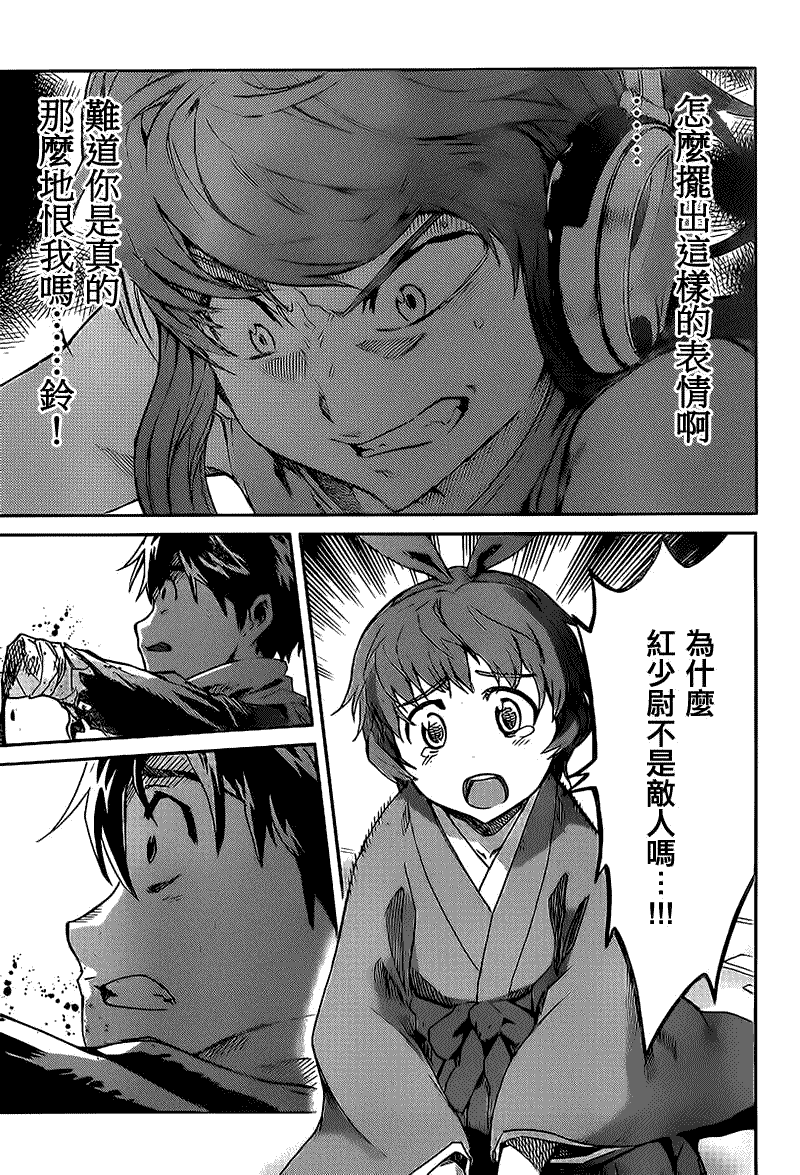 怎麼擺出這樣的表情啊
………
難道你是真的
那麼地恨我嗎……鈴！
為什麼
紅少尉不是敵人嗎…!!!